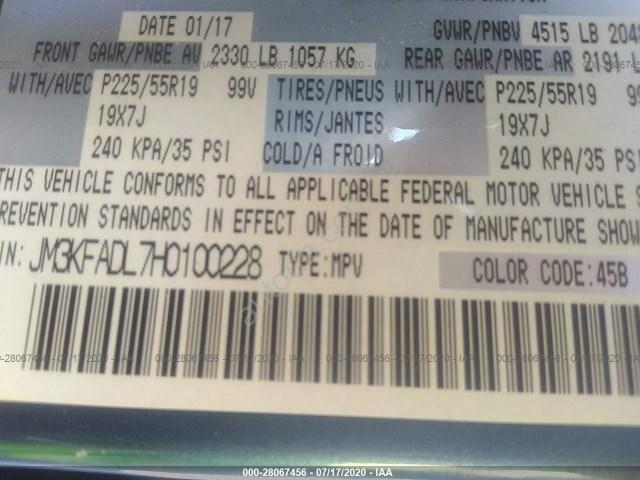 DATE 01/17
GVWR/PNBV 4515 LB 204
FRONT GAWR/PNBE AV 2330 LB 1057 KG
REAR GAWR/PNBE AR 2191
WITH/AVEC P225/55R19 99V TIRES/PNEUS WITH/AVEC P225/55R19 99
19X7J RIMS/JANTES 19X7J
240 KPA/35 PSI COLD/A FROID 240 KPA/35 PSI
THIS VEHICLE CONFORMS TO ALL APPLICABLE FEDERAL MOTOR VEHICLE S
REVENTION STANDARDS IN EFFECT ON THE DATE OF MANUFACTURE SHOW
IN: JM3KFADL7H0100228 TYPE:MPV COLOR CODE:45B
000-28067456 - 07/17/2020 - IAA